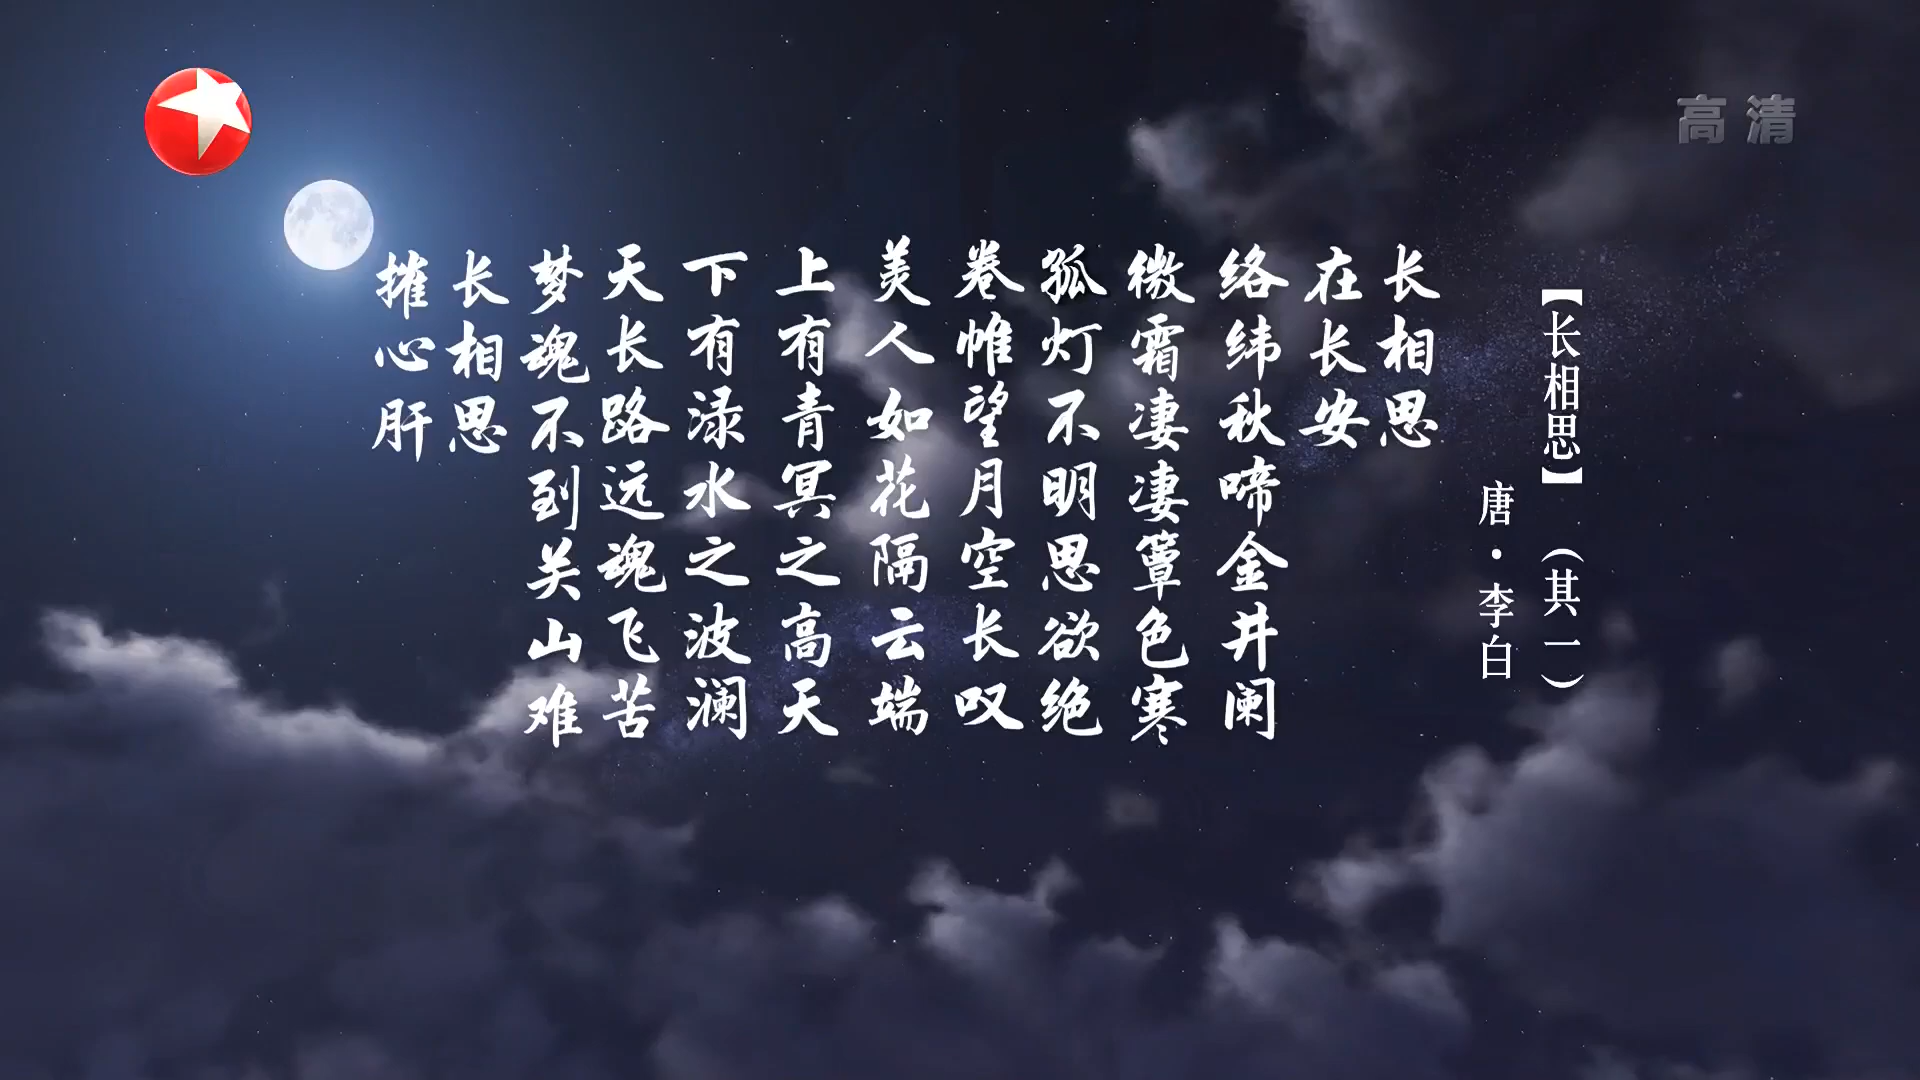 高清
【长相思】（其一）
唐·李白
长相思
在长安
络纬秋啼金井阑
微霜凄凄簟色寒
孤灯不明思欲绝
卷帷望月空长叹
美人如花隔云端
上有青冥之高天
下有渌水之波澜
天长路远魂飞苦
梦魂不到关山难
长相思
摧心肝